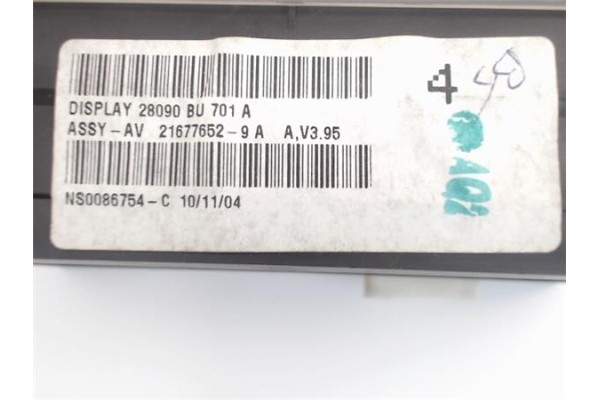 DISPLAY 28090 BU 701 A
ASSY-AV 21677652-9 A A,V3.95
NS0086754-C 10/11/04
4